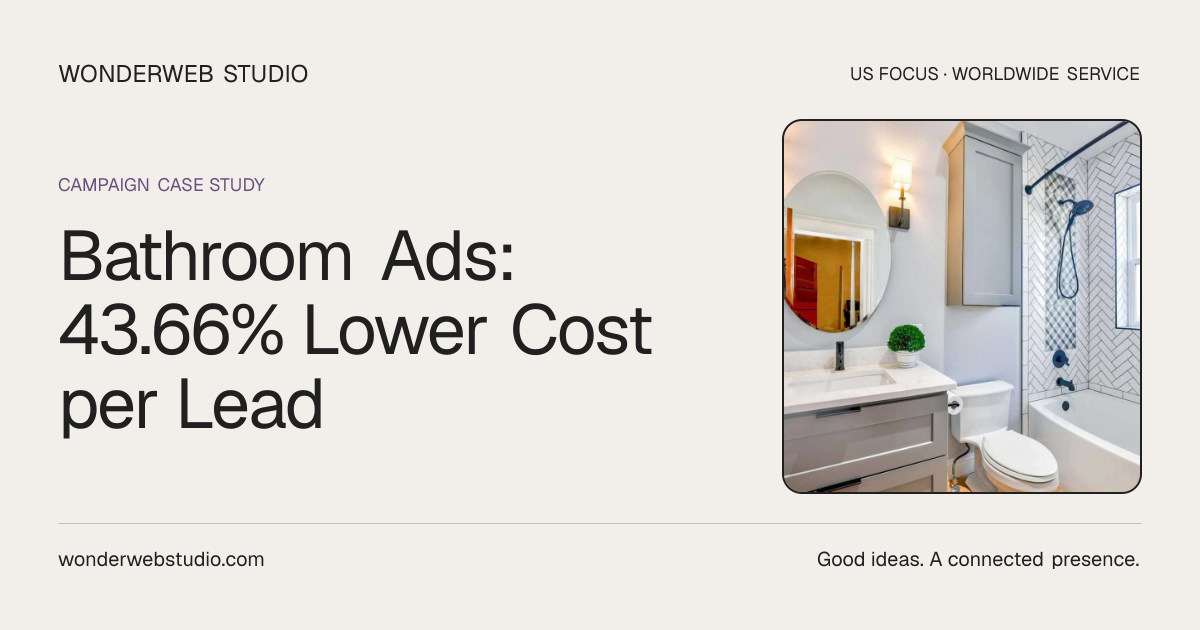 WONDERWEB STUDIO
US FOCUS · WORLDWIDE SERVICE
CAMPAIGN CASE STUDY
Bathroom Ads:
43.66% Lower Cost
per Lead
wonderwebstudio.com
Good ideas. A connected presence.